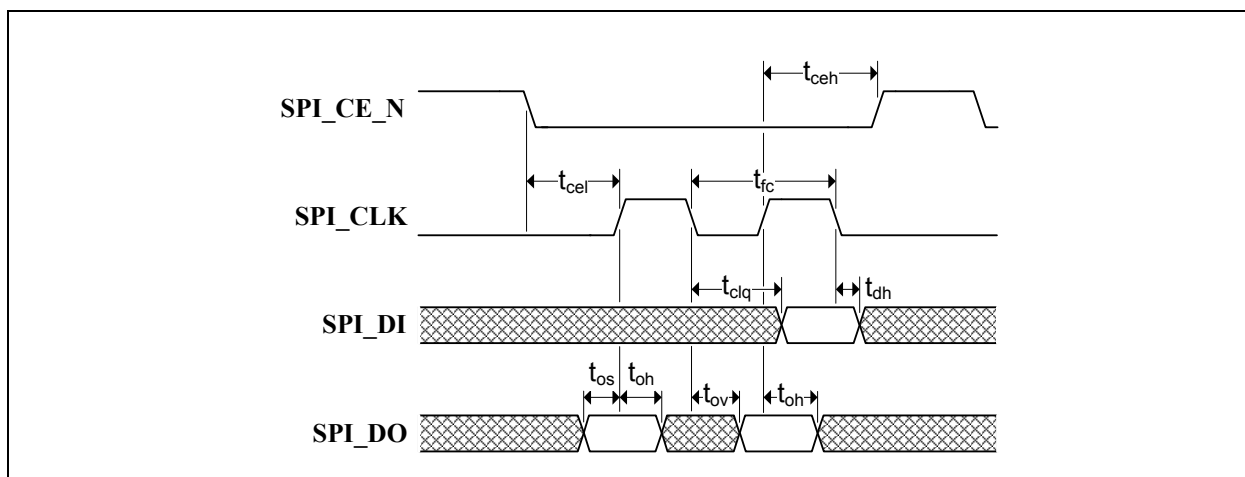 t_ceh
SPI_CE_N
t_cel
t_fc
SPI_CLK
t_clq
t_dh
SPI_DI
t_os
t_oh
t_ov
t_oh
SPI_DO